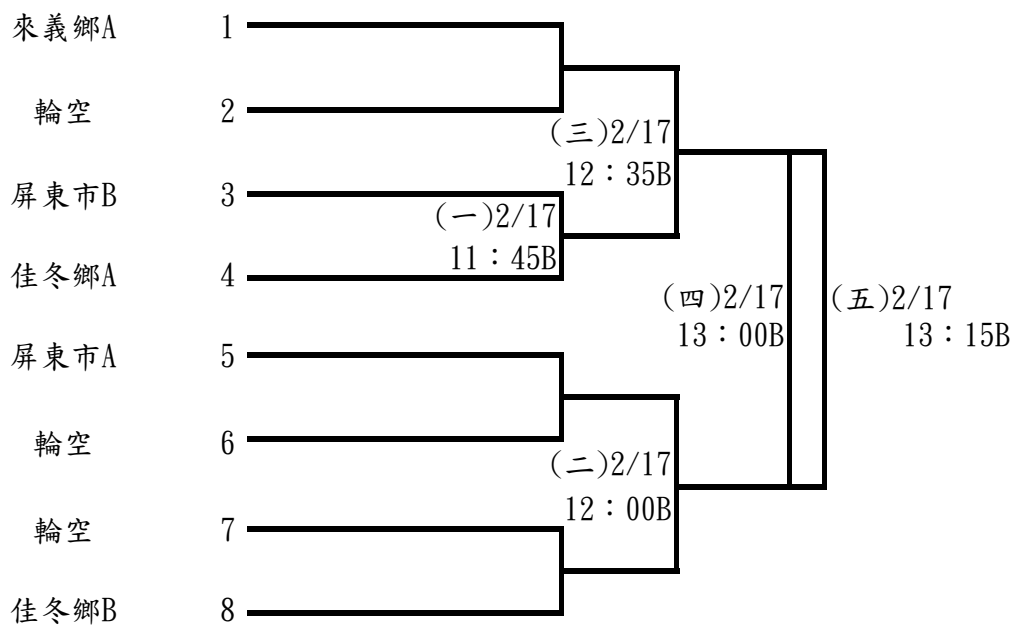 來義鄉A 1
輪空 2
(三)2/17
12：35B
屏東市B 3
(一)2/17
11：45B
佳冬鄉A 4
(四)2/17
13：00B
(五)2/17
13：15B
屏東市A 5
輪空 6
(二)2/17
12：00B
輪空 7
佳冬鄉B 8